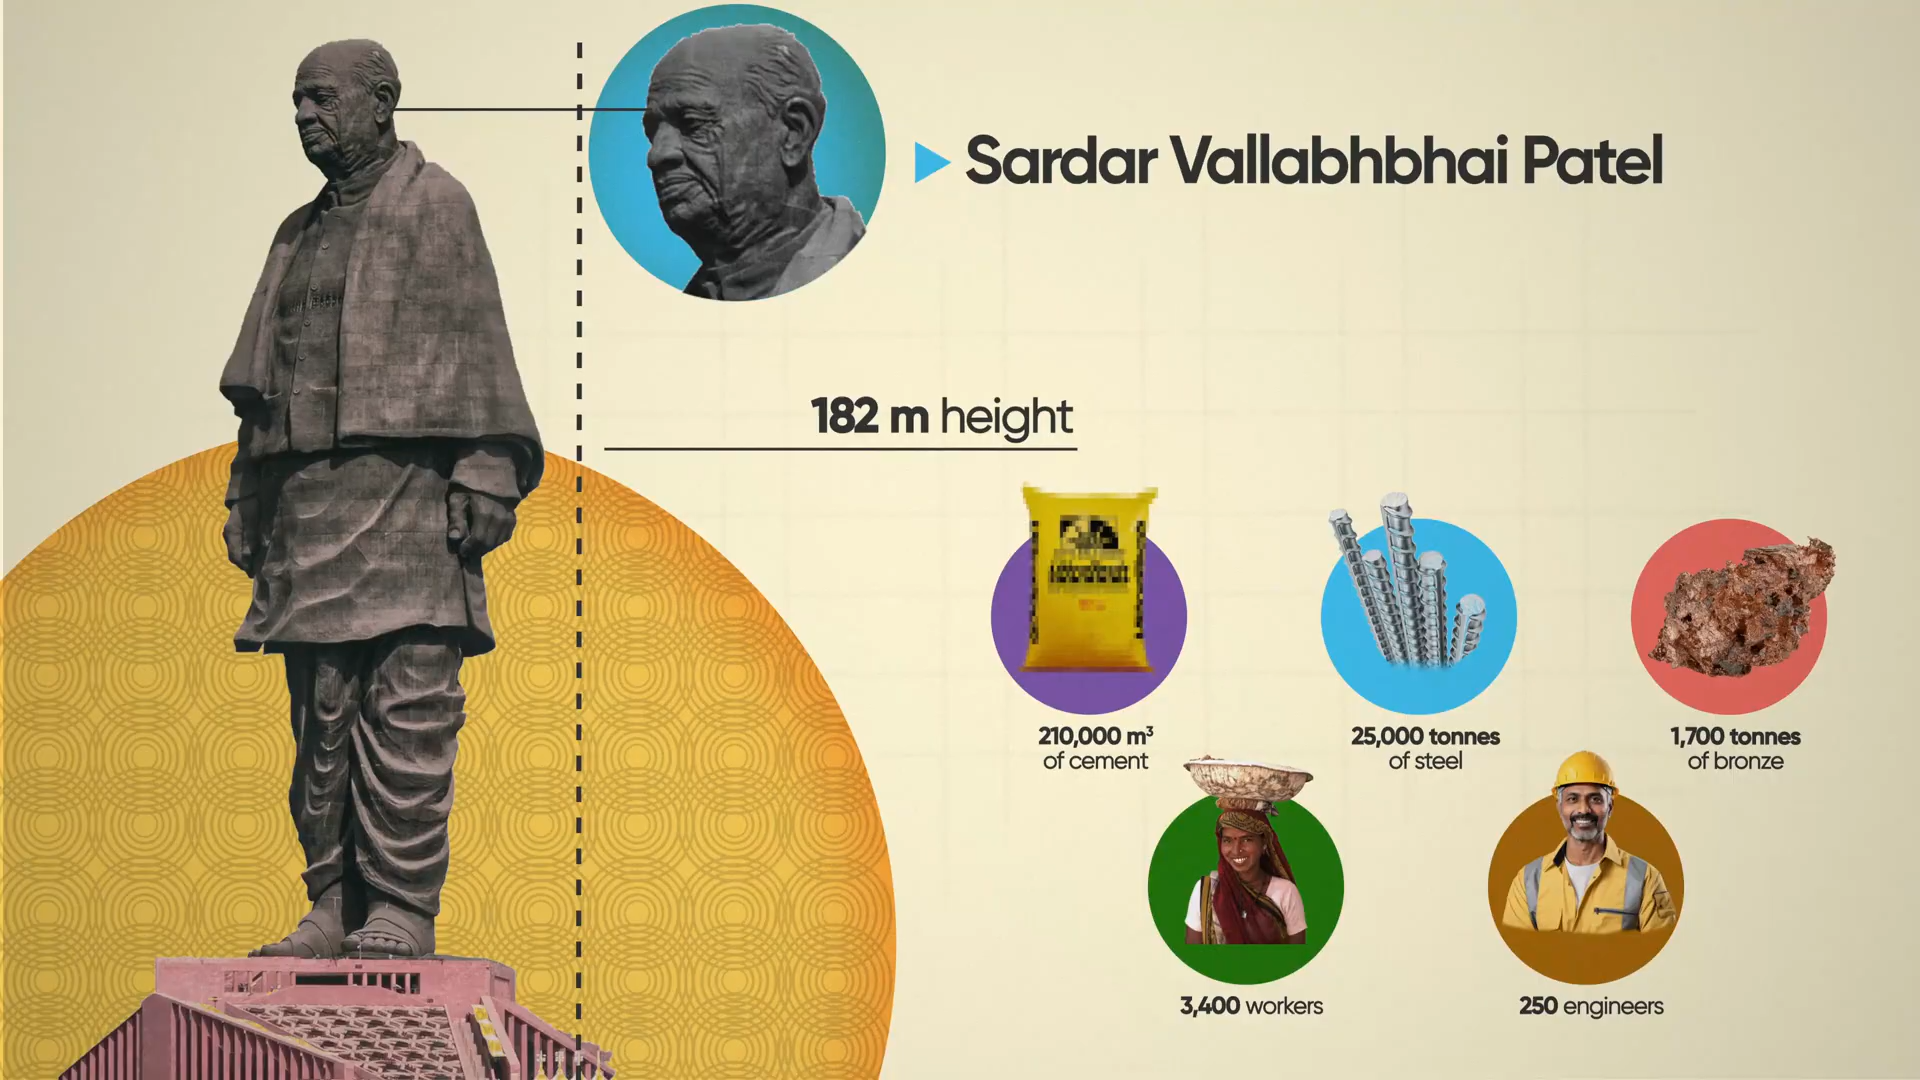 Sardar Vallabhbhai Patel
182 m height
210,000 m³
of cement
25,000 tonnes
of steel
1,700 tonnes
of bronze
3,400 workers
250 engineers